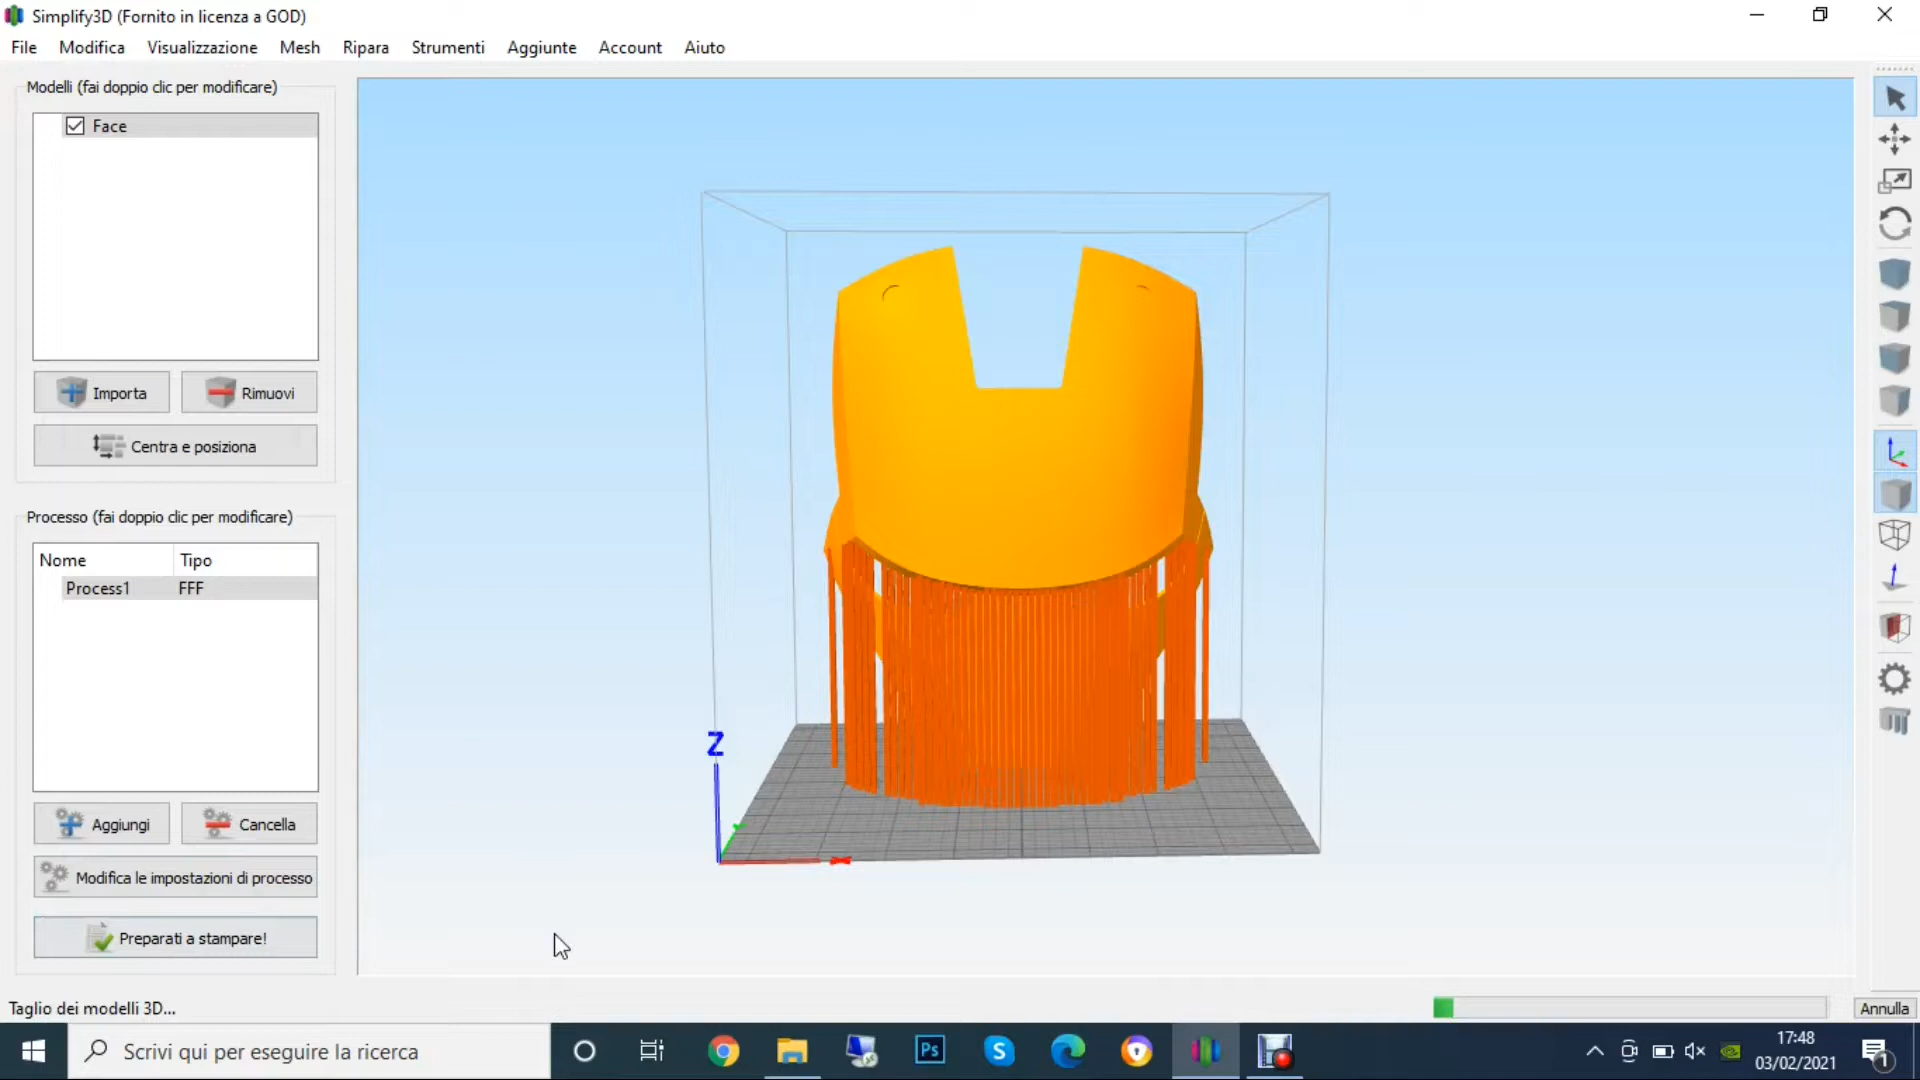 Simplify3D (Fornito in licenza a GOD)
File Modifica Visualizzazione Mesh Ripara Strumenti Aggiunte Account Aiuto
Modelli (fai doppio clic per modificare)
Face
Importa Rimuovi
Centra e posiziona
Processo (fai doppio clic per modificare)
Nome Tipo
Process1 FFF
Aggiungi Cancella
Modifica le impostazioni di processo
Preparati a stampare!
Z
Taglio dei modelli 3D...
Annulla
Scrivi qui per eseguire la ricerca
Ps
S
17:48
03/02/2021
1